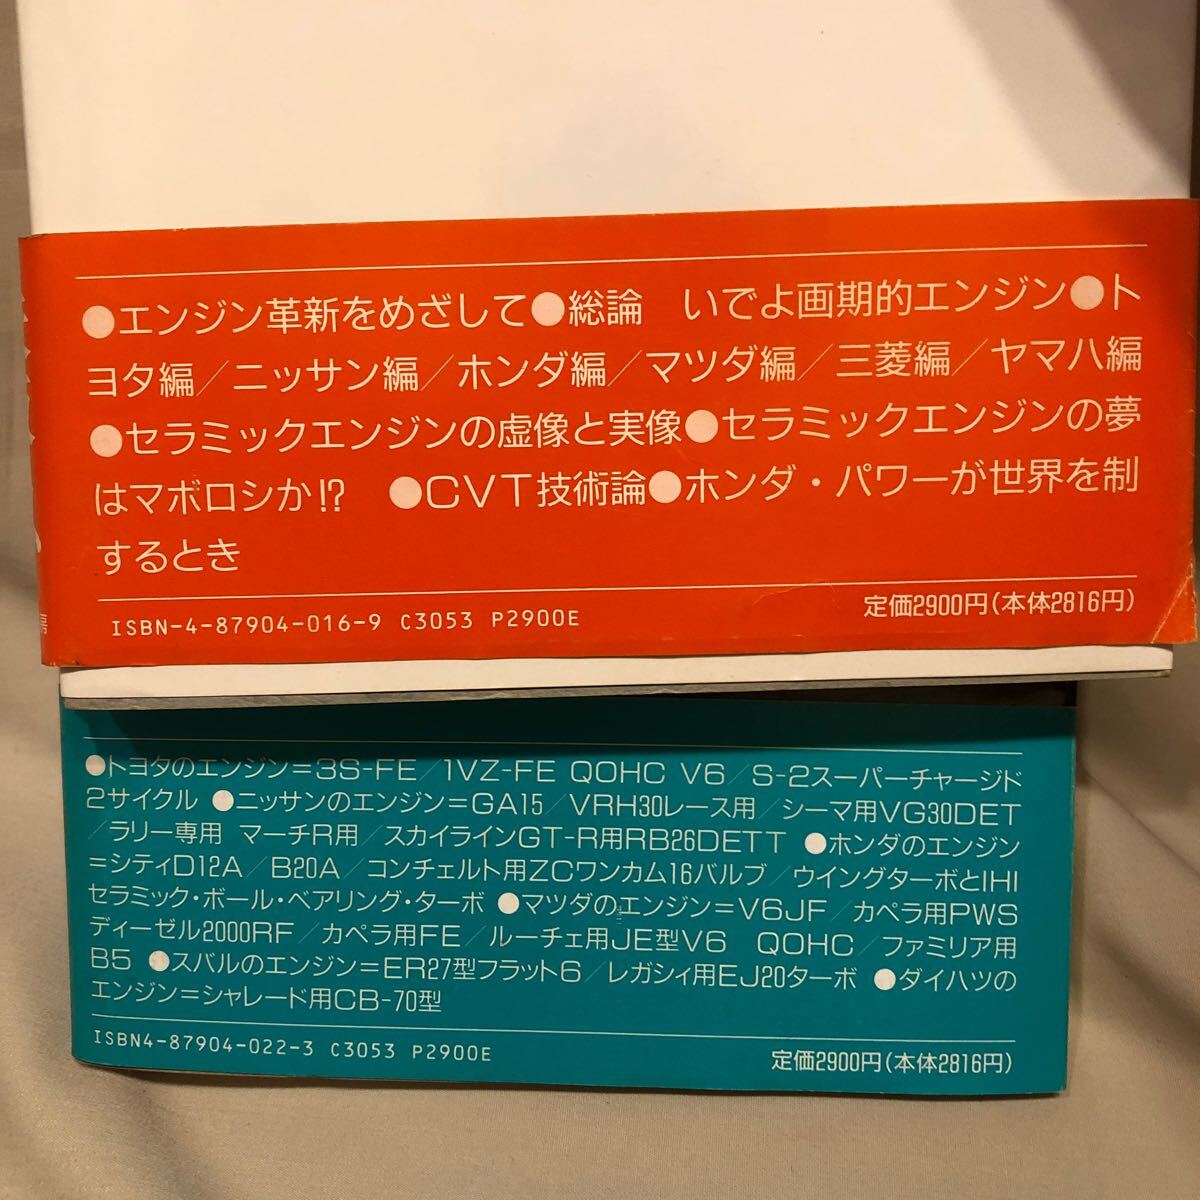 ●エンジン革新をめざして●総論　いでよ画期的エンジン●ト
ヨタ編／ニッサン編／ホンダ編／マツダ編／三菱編／ヤマハ編
●セラミックエンジンの虚像と実像●セラミックエンジンの夢
はマボロシか!?　●CVT技術論●ホンダ・パワーが世界を制
するとき
ISBN-4-87904-016-9 C3053 P2900E
定価2900円(本体2816円)
房
●トヨタのエンジン＝3S-FE／1VZ-FE QOHC V6／S-2スーパーチャージド
2サイクル ●ニッサンのエンジン＝GA15／VRH30レース用／シーマ用VG30DET
／ラリー専用 マーチR用／スカイラインGT-R用RB26DETT ●ホンダのエンジン
＝シティD12A／B20A／コンチェルト用ZCワンカム16バルブ／ウイングターボとIHI
セラミック・ボール・ベアリング・ターボ ●マツダのエンジン＝V6JF／カペラ用PWS
ディーゼル2000RF／カペラ用FE／ルーチェ用JE型V6　QOHC／ファミリア用
B5 ●スバルのエンジン＝ER27型フラット6／レガシィ用EJ20ターボ ●ダイハツの
エンジン＝シャレード用CB-70型
ISBN4-87904-022-3 C3053 P2900E
定価2900円(本体2816円)